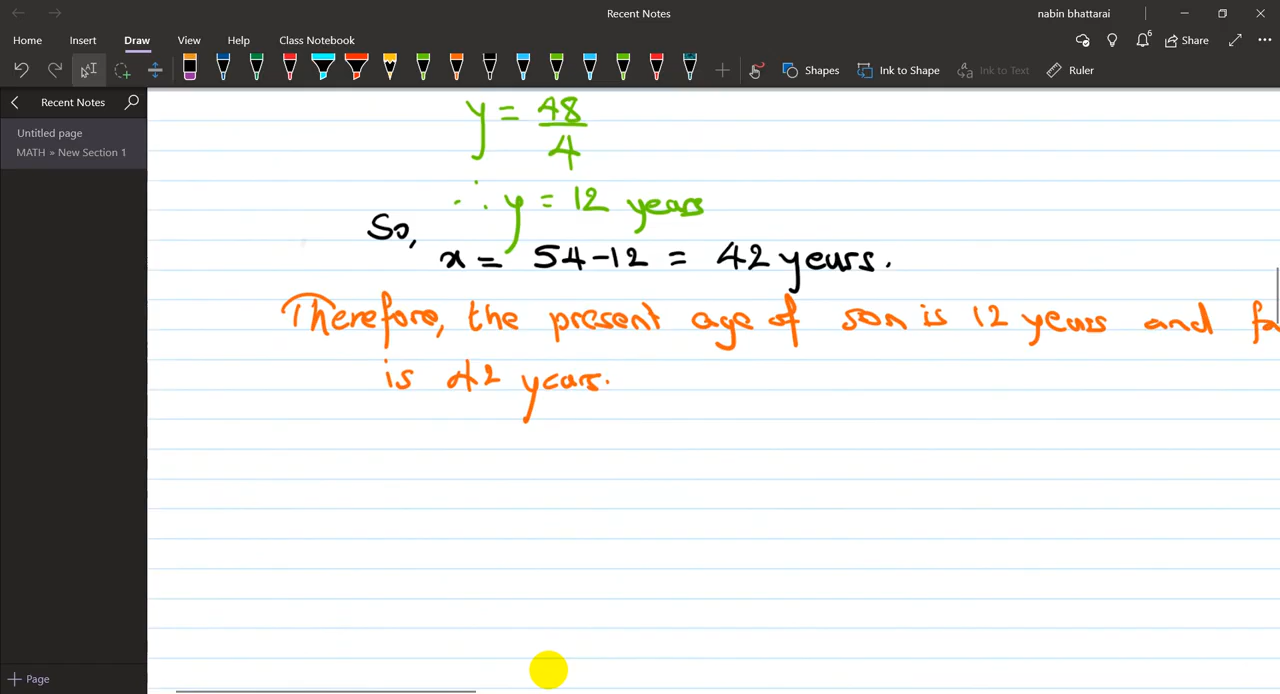 Recent Notes
nabin bhattarai
Home Insert Draw View Help Class Notebook
6
Share
Shapes Ink to Shape Ink to Text Ruler
Recent Notes
Untitled page
MATH » New Section 1
y = 48/4
∴ y = 12 years
So,
x = 54 - 12 = 42 years.
Therefore, the present age of son is 12 years and
is 42 years.
Page